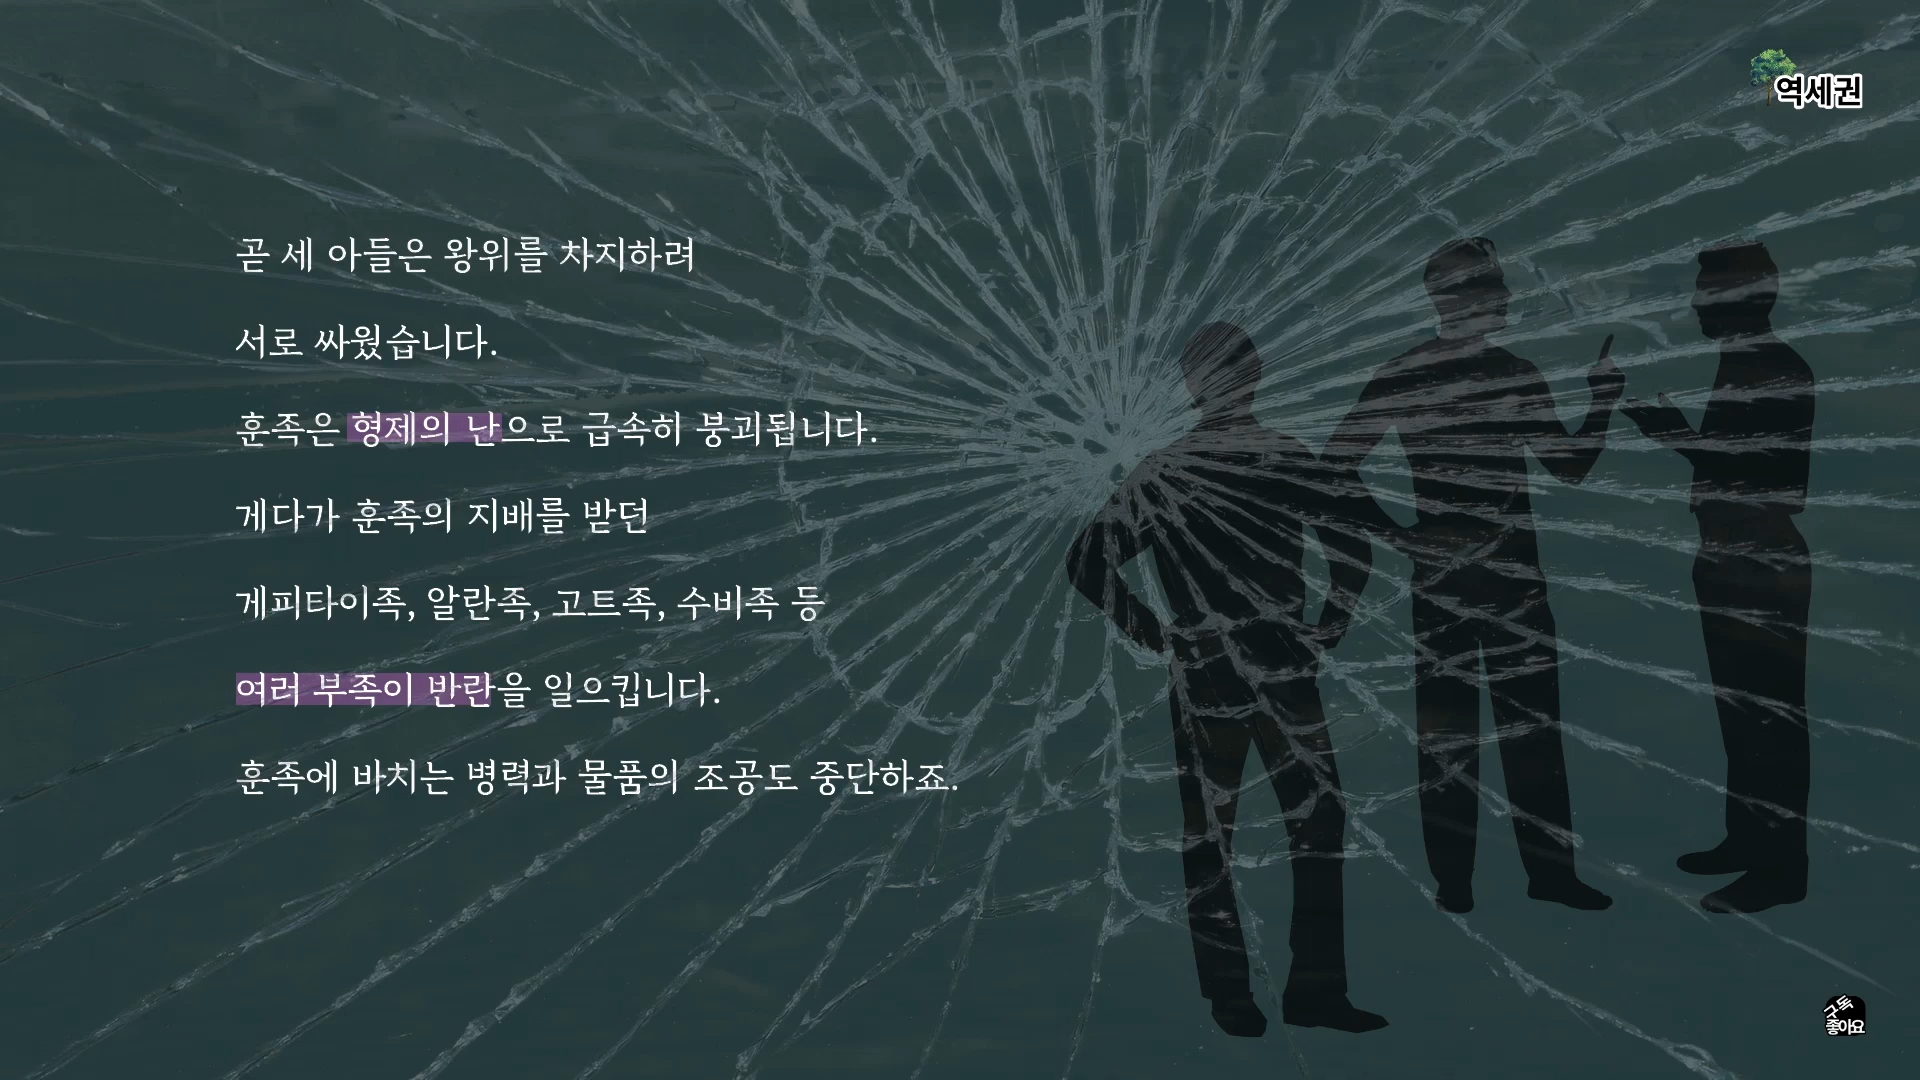 역세권
곧 세 아들은 왕위를 차지하려
서로 싸웠습니다.
훈족은 형제의 난으로 급속히 붕괴됩니다.
게다가 훈족의 지배를 받던
게피타이족, 알란족, 고트족, 수비족 등
여러 부족이 반란을 일으킵니다.
훈족에 바치는 병력과 물품의 조공도 중단하죠.
구독
좋아요